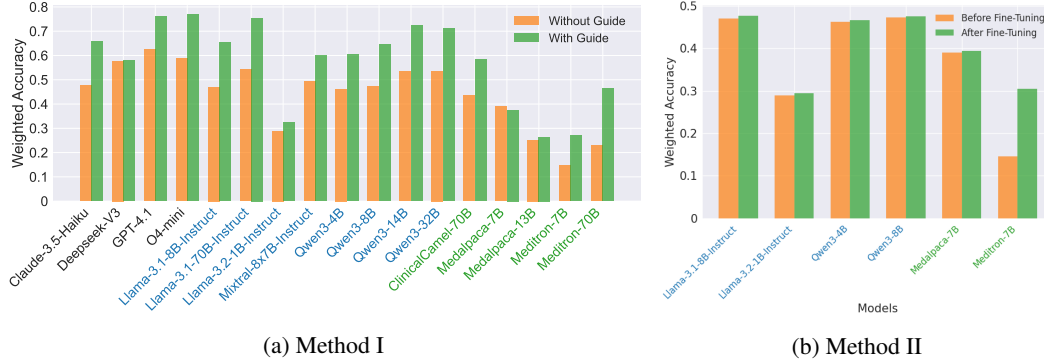 0.8
0.7
0.6
0.5
0.4
0.3
0.2
0.1
0
Weighted Accuracy
Without Guide
With Guide
Claude-3.5-Haiku
Deepseek-V3
GPT-4.1
O4-mini
Llama-3.1-8B-Instruct
Llama-3.1-70B-Instruct
Llama-3.2-1B-Instruct
Mixtral-8x7B-Instruct
Qwen3-4B
Qwen3-8B
Qwen3-14B
Qwen3-32B
ClinicalCamel-70B
Medalpaca-7B
Medalpaca-13B
Meditron-7B
Meditron-70B
(a) Method I
0.5
0.4
0.3
0.2
0.1
0
Weighted Accuracy
Before Fine-Tuning
After Fine-Tuning
Llama-3.1-8B-Instruct
Llama-3.2-1B-Instruct
Qwen3-4B
Qwen3-8B
Medalpaca-7B
Meditron-7B
Models
(b) Method II